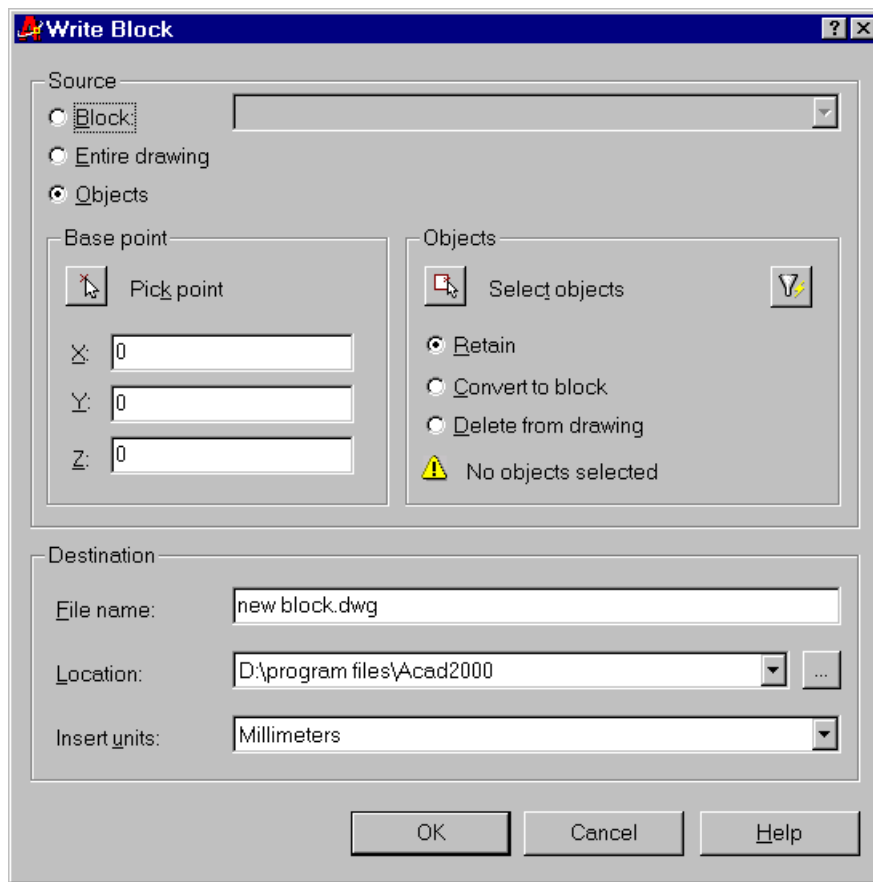 Write Block
Source
Block:
Entire drawing
Objects
Base point
Pick point
X: 0
Y: 0
Z: 0
Objects
Select objects
Retain
Convert to block
Delete from drawing
No objects selected
Destination
File name: new block.dwg
Location: D:\program files\Acad2000 ...
Insert units: Millimeters
OK Cancel Help